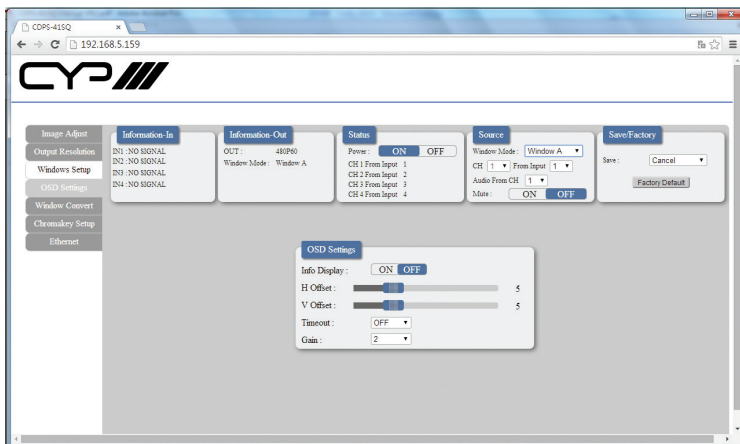 CDPS-41SQ
192.168.5.159
CYP
Image Adjust
Output Resolution
Windows Setup
OSD Settings
Window Convert
Chromakey Setup
Ethernet
Information-In
IN1 :NO SIGNAL
IN2 :NO SIGNAL
IN3 :NO SIGNAL
IN4 :NO SIGNAL
Information-Out
OUT : 480P60
Window Mode : Window A
Status
Power : ON OFF
CH 1 From Input 1
CH 2 From Input 2
CH 3 From Input 3
CH 4 From Input 4
Source
Window Mode : Window A
CH 1 From Input 1
Audio From CH 1
Mute : ON OFF
Save/Factory
Save : Cancel
Factory Default
OSD Settings
Info Display : ON OFF
H Offset : 5
V Offset : 5
Timeout : OFF
Gain : 2